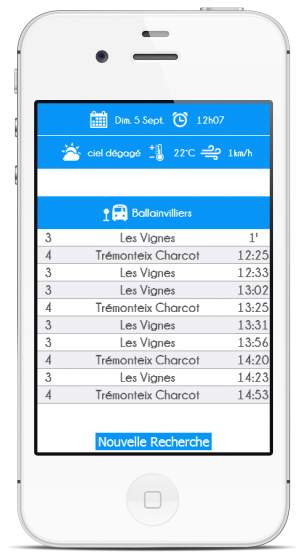 Dim. 5 Sept. 12h07
ciel dégagé 22°C 1km/h
Ballainvilliers
3 Les Vignes 1'
4 Trémonteix Charcot 12:25
3 Les Vignes 12:33
3 Les Vignes 13:02
4 Trémonteix Charcot 13:25
3 Les Vignes 13:31
3 Les Vignes 13:56
4 Trémonteix Charcot 14:20
3 Les Vignes 14:23
4 Trémonteix Charcot 14:53
Nouvelle Recherche